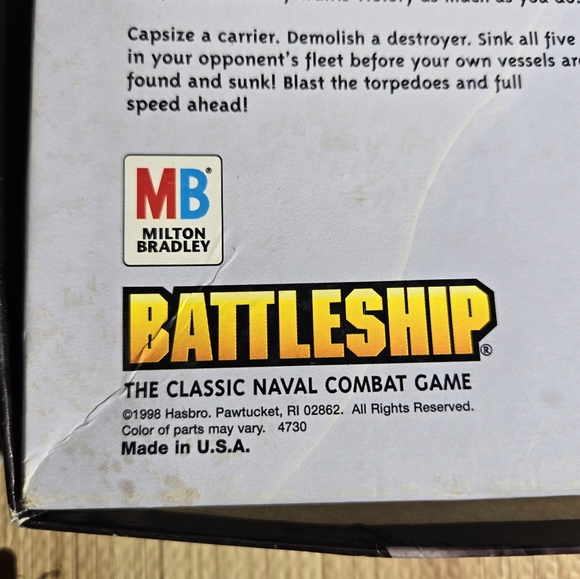 Capsize a carrier. Demolish a destroyer. Sink all five
in your opponent's fleet before your own vessels are
found and sunk! Blast the torpedoes and full
speed ahead!
MB®
MILTON
BRADLEY
BATTLESHIP®
THE CLASSIC NAVAL COMBAT GAME
©1998 Hasbro. Pawtucket, RI 02862. All Rights Reserved.
Color of parts may vary. 4730
Made in U.S.A.